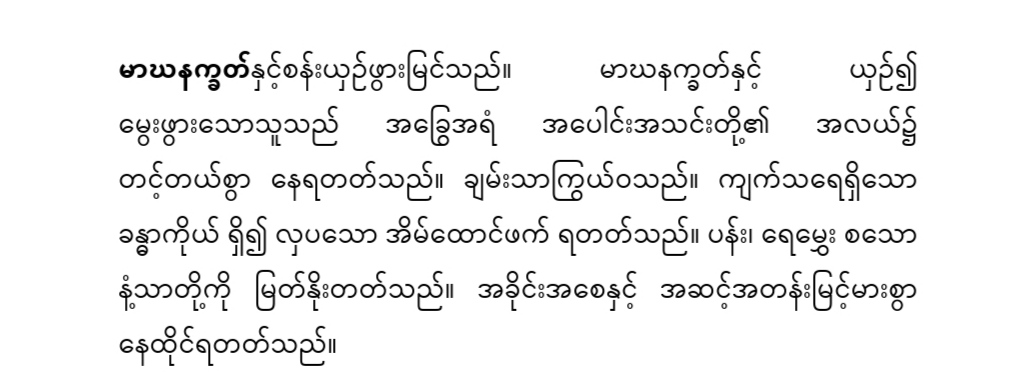 မာဃနက္ခတ်နှင့်စန်းယှဉ်ဖွားမြင်သည်။ မာဃနက္ခတ်နှင့် ယှဉ်၍
မွေးဖွားသောသူသည် အခြွေအရံ အပေါင်းအသင်းတို့၏ အလယ်၌
တင့်တယ်စွာ နေရတတ်သည်။ ချမ်းသာကြွယ်ဝသည်။ ကျက်သရေရှိသော
ခန္ဓာကိုယ် ရှိ၍ လှပသော အိမ်ထောင်ဖက် ရတတ်သည်။ ပန်း၊ ရေမွှေး စသော
နံ့သာတို့ကို မြတ်နိုးတတ်သည်။ အခိုင်းအစေနှင့် အဆင့်အတန်းမြင့်မားစွာ
နေထိုင်ရတတ်သည်။